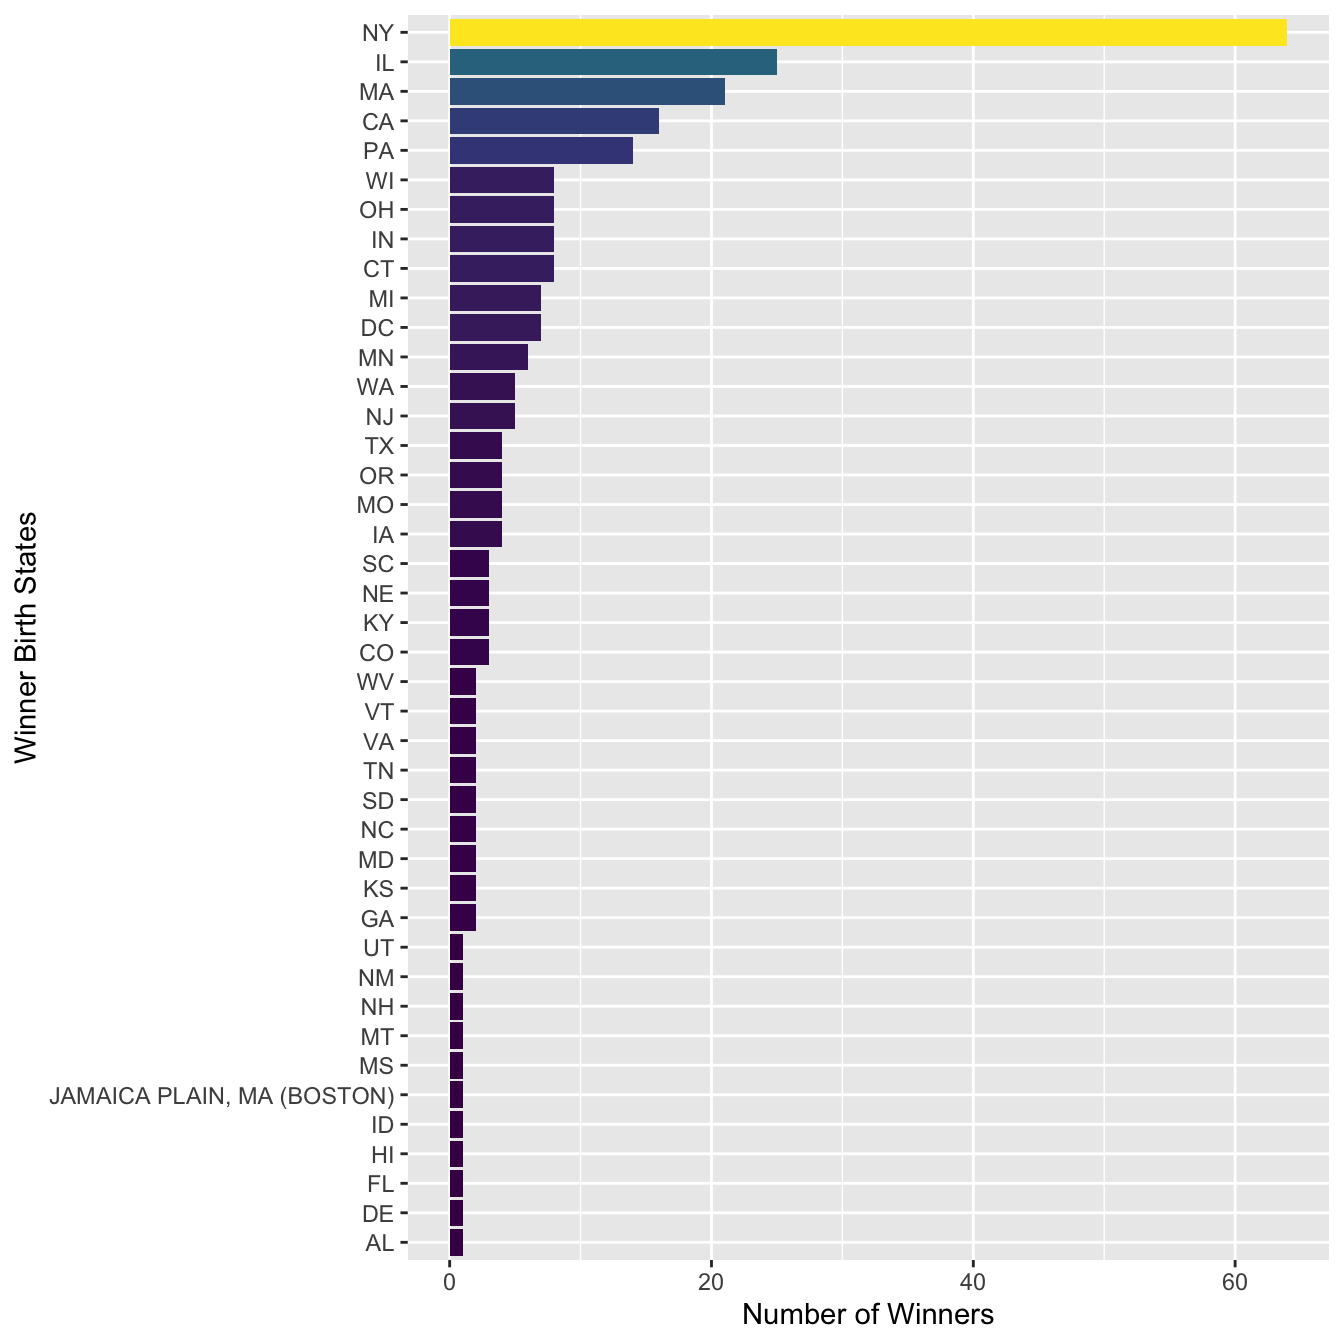 NY
IL
MA
CA
PA
WI
OH
IN
CT
MI
DC
MN
WA
NJ
TX
OR
MO
IA
SC
NE
KY
CO
WV
VT
VA
TN
SD
NC
MD
KS
GA
UT
NM
NH
MT
MS
JAMAICA PLAIN, MA (BOSTON)
ID
HI
FL
DE
AL
Winner Birth States
0 20 40 60
Number of Winners